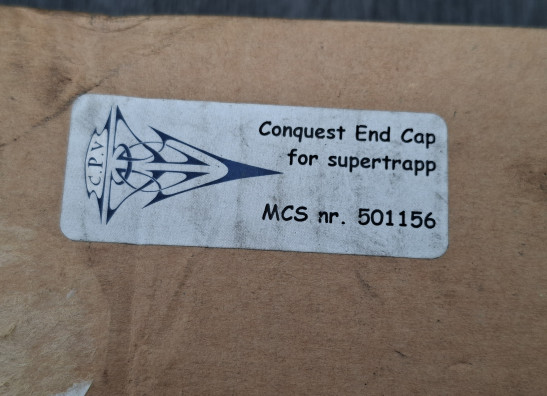 C.P.V.
Conquest End Cap
for supertrapp
MCS nr. 501156